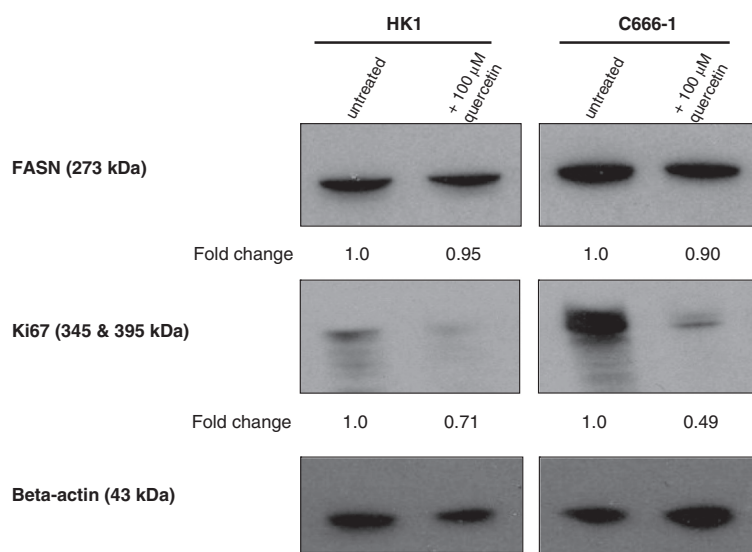 HK1 C666-1
untreated
+ 100 µM
quercetin
untreated
+ 100 µM
quercetin
FASN (273 kDa)
Fold change 1.0 0.95 1.0 0.90
Ki67 (345 & 395 kDa)
Fold change 1.0 0.71 1.0 0.49
Beta-actin (43 kDa)